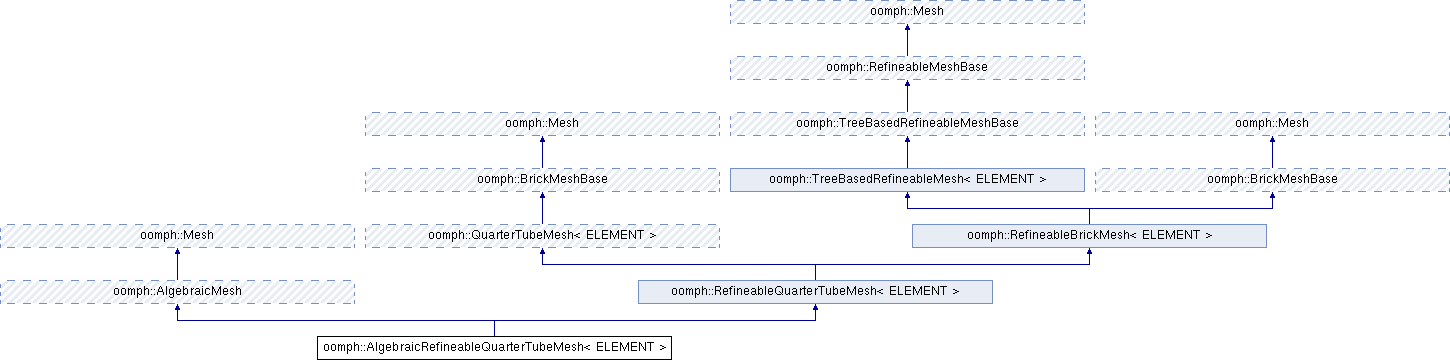 oomph::Mesh
oomph::RefineableMeshBase
oomph::Mesh
oomph::TreeBasedRefineableMeshBase
oomph::Mesh
oomph::BrickMeshBase
oomph::TreeBasedRefineableMesh< ELEMENT >
oomph::BrickMeshBase
oomph::Mesh
oomph::QuarterTubeMesh< ELEMENT >
oomph::RefineableBrickMesh< ELEMENT >
oomph::AlgebraicMesh
oomph::RefineableQuarterTubeMesh< ELEMENT >
oomph::AlgebraicRefineableQuarterTubeMesh< ELEMENT >